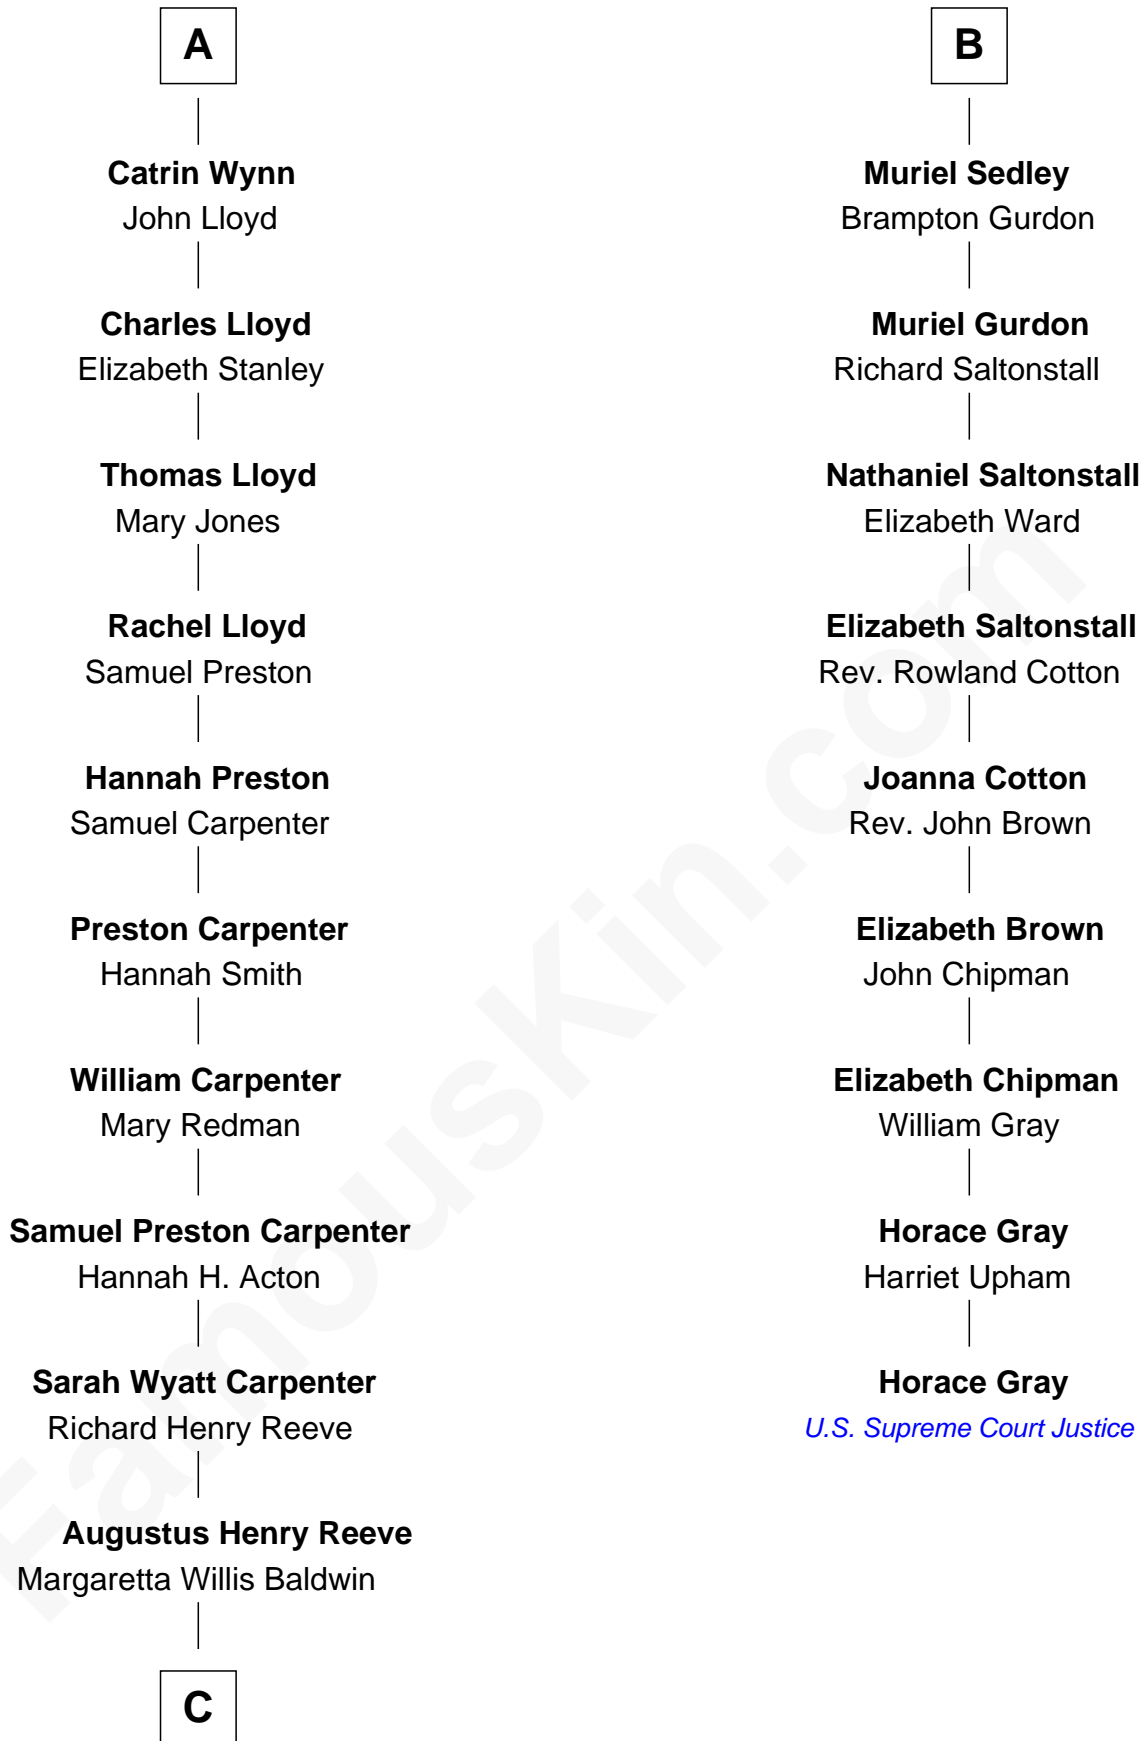 A
Catrin Wynn
John Lloyd
Charles Lloyd
Elizabeth Stanley
Thomas Lloyd
Mary Jones
Rachel Lloyd
Samuel Preston
Hannah Preston
Samuel Carpenter
Preston Carpenter
Hannah Smith
William Carpenter
Mary Redman
Samuel Preston Carpenter
Hannah H. Acton
Sarah Wyatt Carpenter
Richard Henry Reeve
Augustus Henry Reeve
Margaretta Willis Baldwin
C
B
Muriel Sedley
Brampton Gurdon
Muriel Gurdon
Richard Saltonstall
Nathaniel Saltonstall
Elizabeth Ward
Elizabeth Saltonstall
Rev. Rowland Cotton
Joanna Cotton
Rev. John Brown
Elizabeth Brown
John Chipman
Elizabeth Chipman
William Gray
Horace Gray
Harriet Upham
Horace Gray
U.S. Supreme Court Justice
FamousKin.com